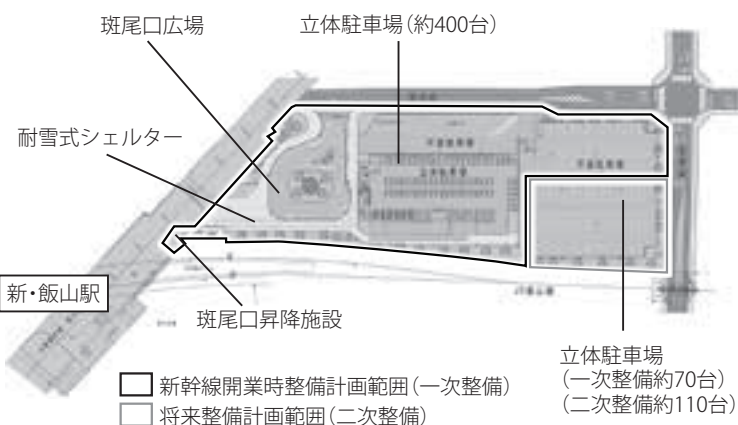 斑尾口広場
立体駐車場(約400台)
耐雪式シェルター
新・飯山駅
斑尾口昇降施設
立体駐車場
(一次整備約70台)
(二次整備約110台)
新幹線開業時整備計画範囲(一次整備)
将来整備計画範囲(二次整備)